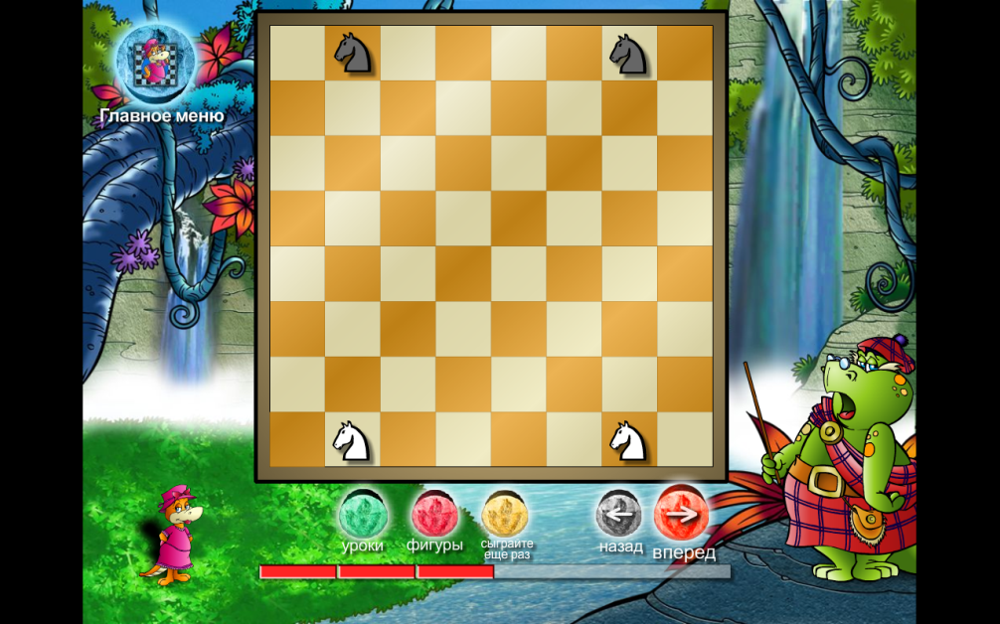 Главное меню
уроки
фигуры
сыграйте
еще раз
назад
вперед